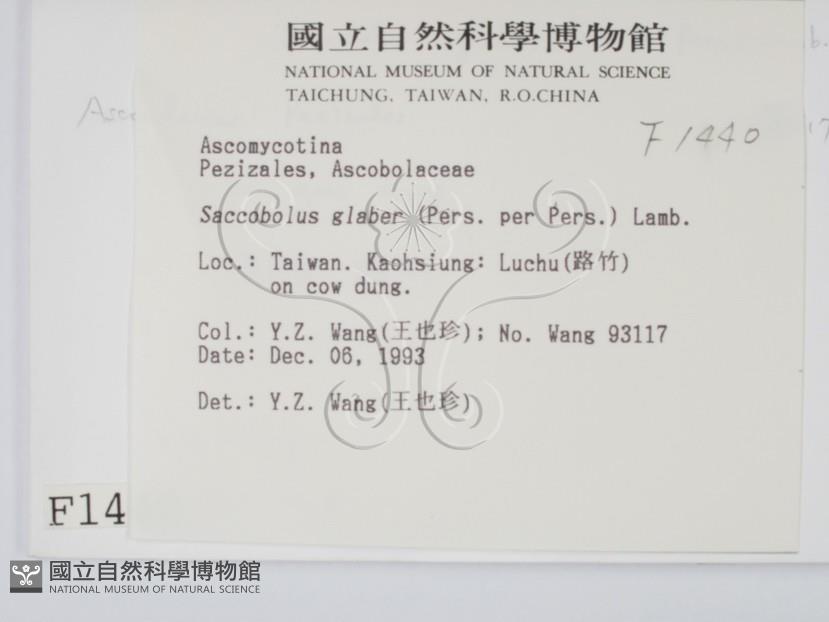 國立自然科學博物館
NATIONAL MUSEUM OF NATURAL SCIENCE
TAICHUNG, TAIWAN, R.O.CHINA
F1440
Ascomycotina
Pezizales, Ascobolaceae
Saccobolus glaber (Pers. per Pers.) Lamb.
Loc.: Taiwan. Kaohsiung: Luchu(路竹)
on cow dung.
Col.: Y.Z. Wang(王也珍); No. Wang 93117
Date: Dec. 06, 1993
Det.: Y.Z. Wang(王也珍)
F14
國立自然科學博物館
NATIONAL MUSEUM OF NATURAL SCIENCE